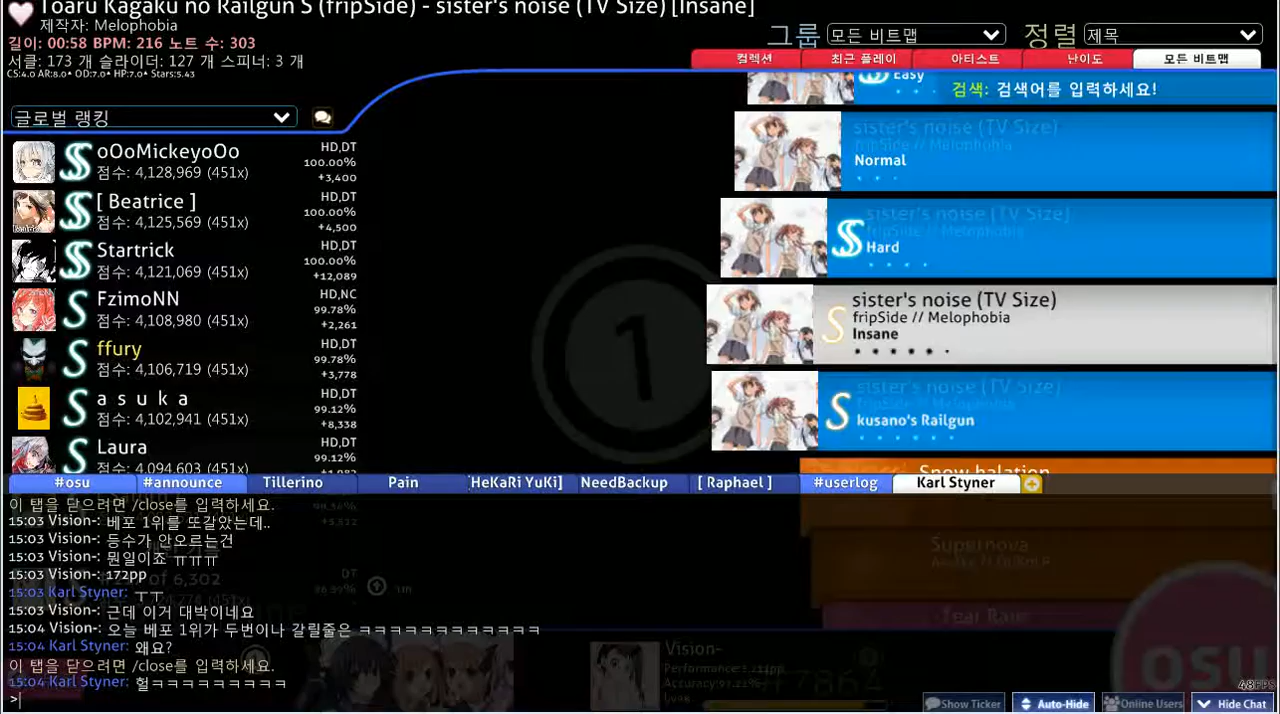 Toaru Kagaku no Railgun S (fripSide) - sister's noise (TV Size) [Insane]
제작자: Melophobia
길이: 00:58 BPM: 216 노트 수: 303
서클: 173 개 슬라이더: 127 개 스피너: 3 개
CS:4.0 AR:8.0 OD:7.0 HP:7.0 Stars:5.43
그룹 모든 비트맵
정렬 제목
컬렉션 최근 플레이 아티스트 난이도 모든 비트맵
검색: 검색어를 입력하세요!
글로벌 랭킹
oOoMickeyoOo
점수: 4,128,969 (451x)
HD,DT
100.00%
+3,400
[ Beatrice ]
점수: 4,125,569 (451x)
HD,DT
100.00%
+4,500
Startrick
점수: 4,121,069 (451x)
HD,DT
100.00%
+12,089
FzimoNN
점수: 4,108,980 (451x)
HD,NC
99.78%
+2,261
ffury
점수: 4,106,719 (451x)
HD,DT
99.78%
+3,778
a s u k a
점수: 4,102,941 (451x)
HD,DT
99.12%
+8,338
Laura
점수: 4,094,603 (451x)
HD,DT
99.12%
1
Easy
sister's noise (TV Size)
fripSide // Melophobia
Normal
sister's noise (TV Size)
fripSide // Melophobia
Hard
sister's noise (TV Size)
fripSide // Melophobia
Insane
sister's noise (TV Size)
fripSide // Melophobia
kusano's Railgun
Snow halation
Supernova
#osu #announce Tillerino Pain [HeKaRi YuKi] NeedBackup [ Raphael ] #userlog Karl Styner
이 탭을 닫으려면 /close를 입력하세요.
15:03 Vision-: 베포 1위를 또갈았는데..
15:03 Vision-: 등수가 안오르는건
15:03 Vision-: 뭔일이죠 ㅠㅠㅠ
15:03 Vision-: 172pp
15:03 Karl Styner: ㅜㅜ
15:03 Vision-: 근데 이거 대박이네요
15:04 Vision-: 오늘 베포 1위가 두번이나 갈릴줄은 ㅋㅋㅋㅋㅋㅋㅋㅋㅋㅋㅋㅋ
15:04 Karl Styner: 왜요?
이 탭을 닫으려면 /close를 입력하세요.
15:04 Karl Styner: 헐ㅋㅋㅋㅋㅋㅋㅋㅋㅋ
>
Vision-
osu
48FPS
Show Ticker Auto-Hide Online Users Hide Chat